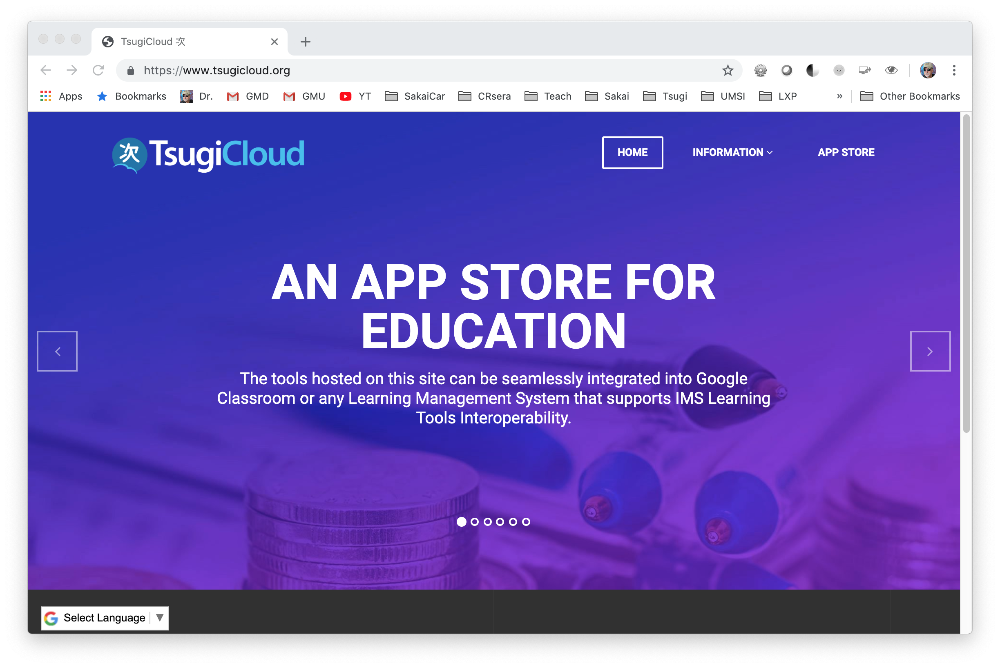 TsugiCloud 次
https://www.tsugicloud.org
Apps Bookmarks Dr. GMD GMU YT SakaiCar CRsera Teach Sakai Tsugi UMSI LXP » Other Bookmarks
次 TsugiCloud
HOME INFORMATION APP STORE
AN APP STORE FOR
EDUCATION
The tools hosted on this site can be seamlessly integrated into Google
Classroom or any Learning Management System that supports IMS Learning
Tools Interoperability.
Select Language ▼